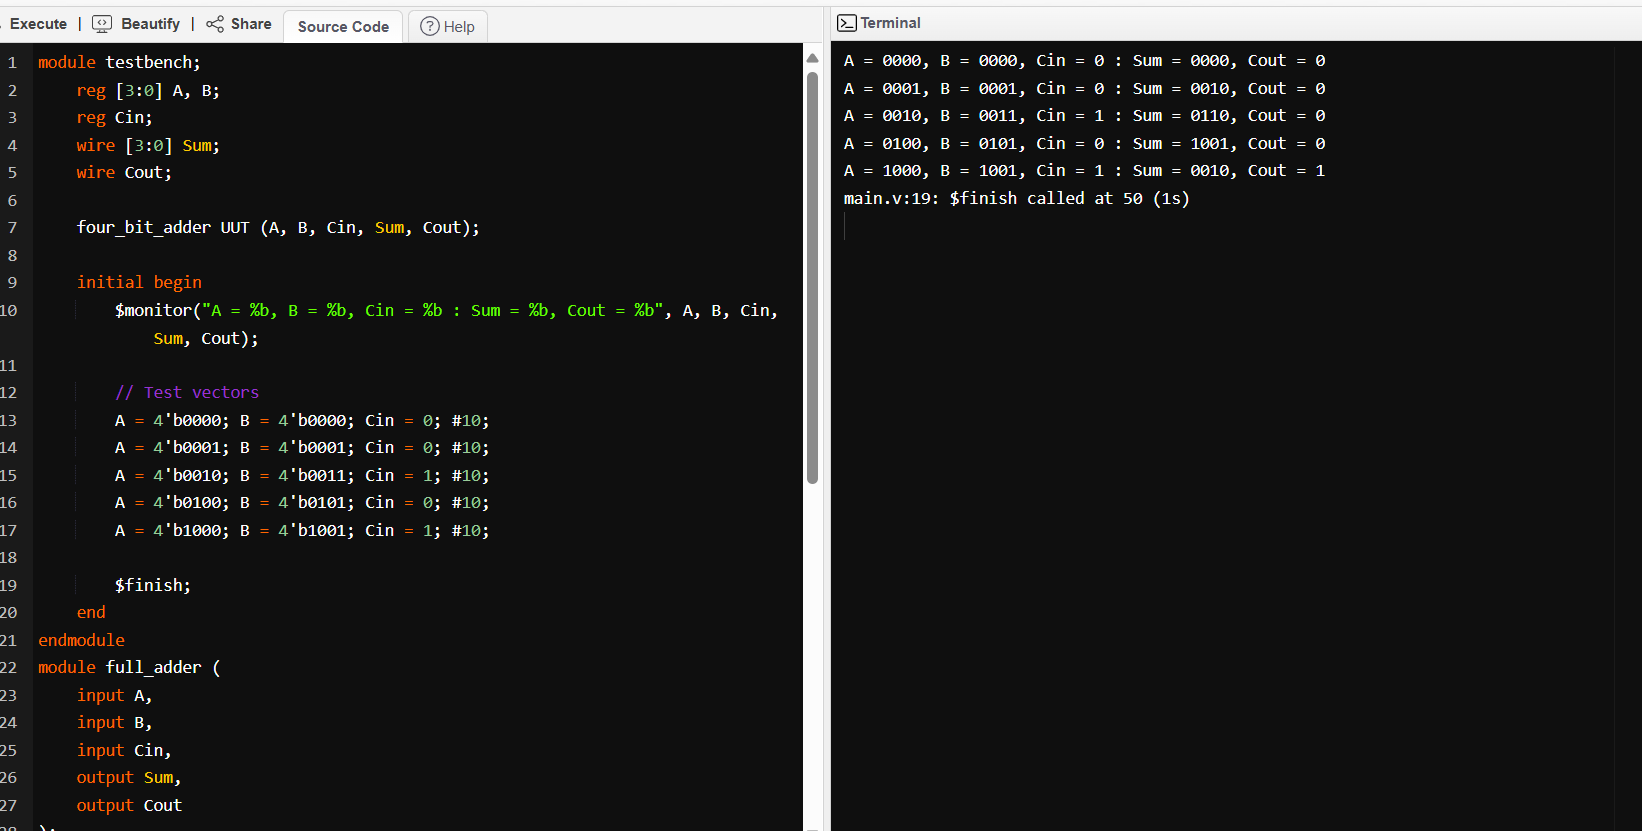 Execute | Beautify | Share Source Code Help
1 module testbench;
2 reg [3:0] A, B;
3 reg Cin;
4 wire [3:0] Sum;
5 wire Cout;
6
7 four_bit_adder UUT (A, B, Cin, Sum, Cout);
8
9 initial begin
10 $monitor("A = %b, B = %b, Cin = %b : Sum = %b, Cout = %b", A, B, Cin,
Sum, Cout);
11
12 // Test vectors
13 A = 4'b0000; B = 4'b0000; Cin = 0; #10;
14 A = 4'b0001; B = 4'b0001; Cin = 0; #10;
15 A = 4'b0010; B = 4'b0011; Cin = 1; #10;
16 A = 4'b0100; B = 4'b0101; Cin = 0; #10;
17 A = 4'b1000; B = 4'b1001; Cin = 1; #10;
18
19 $finish;
20 end
21 endmodule
22 module full_adder (
23 input A,
24 input B,
25 input Cin,
26 output Sum,
27 output Cout
Terminal
A = 0000, B = 0000, Cin = 0 : Sum = 0000, Cout = 0
A = 0001, B = 0001, Cin = 0 : Sum = 0010, Cout = 0
A = 0010, B = 0011, Cin = 1 : Sum = 0110, Cout = 0
A = 0100, B = 0101, Cin = 0 : Sum = 1001, Cout = 0
A = 1000, B = 1001, Cin = 1 : Sum = 0010, Cout = 1
main.v:19: $finish called at 50 (1s)